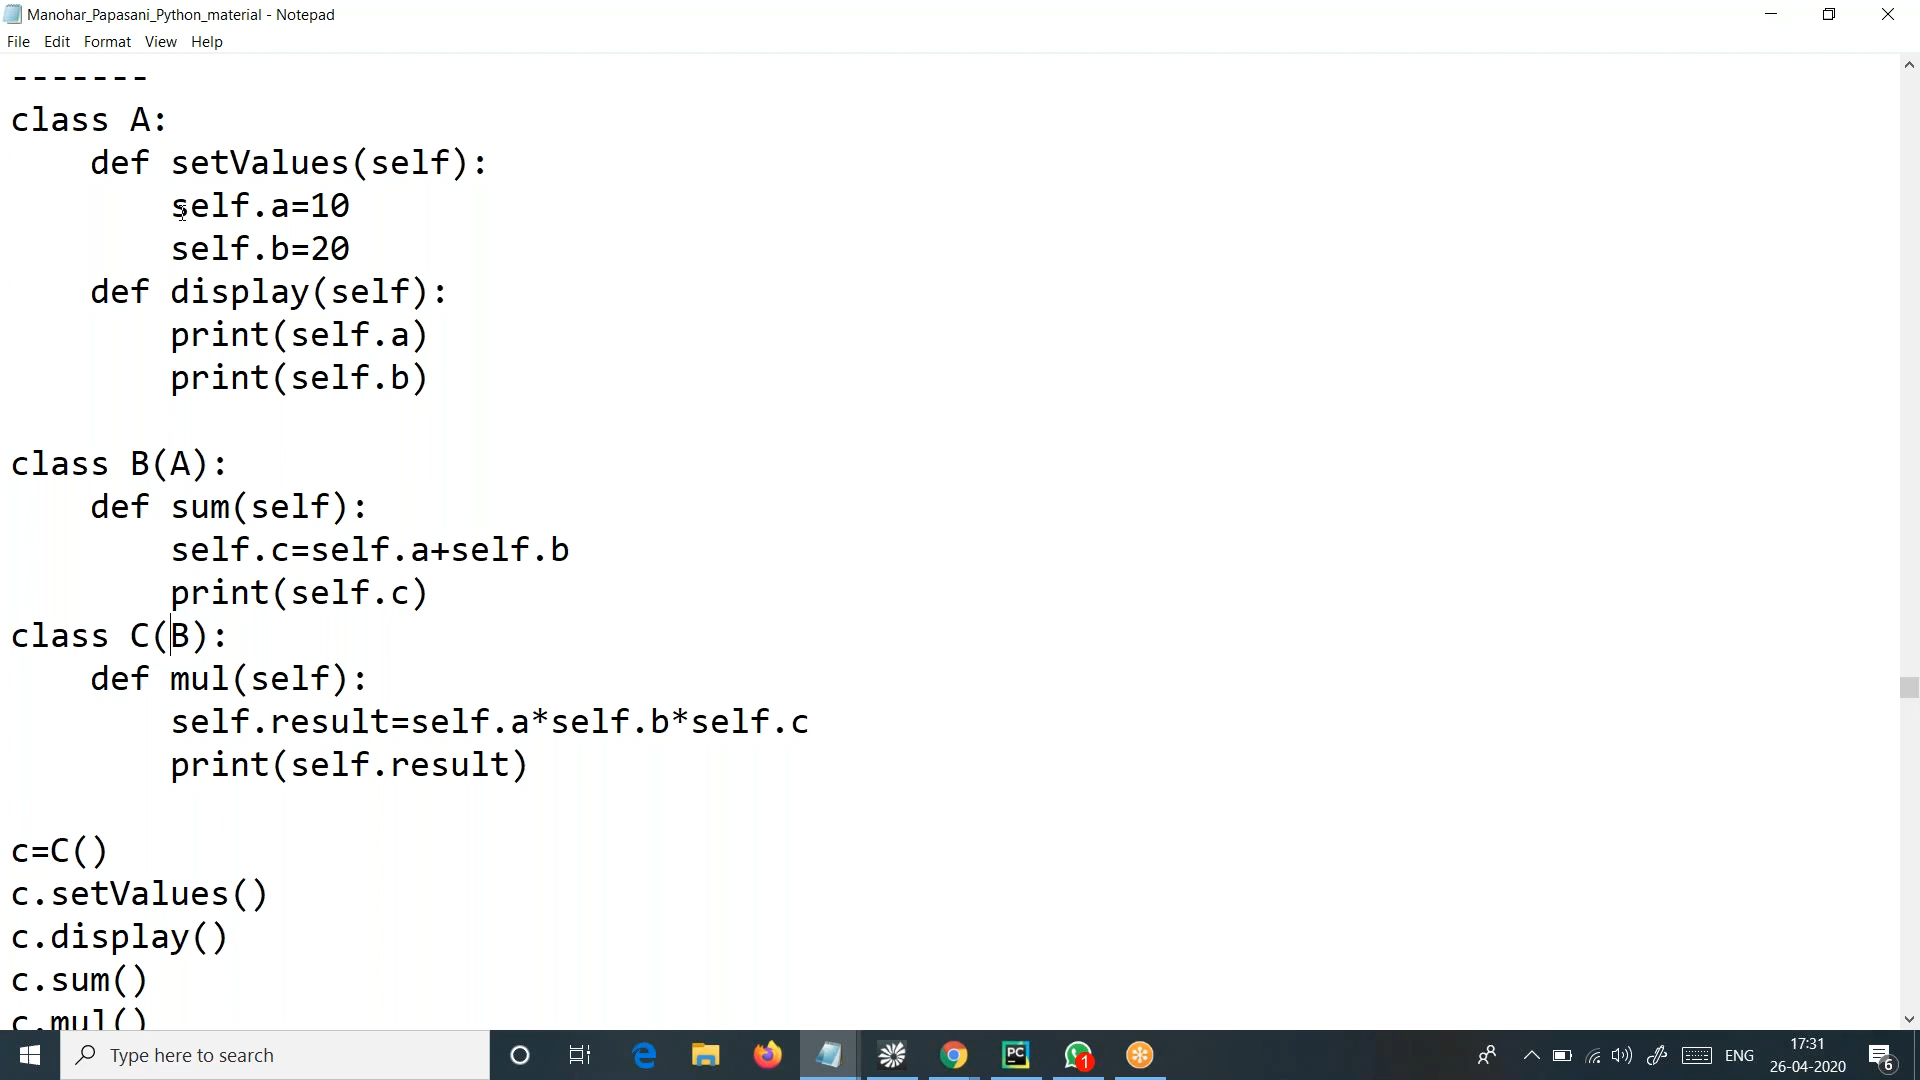 Manohar_Papasani_Python_material - Notepad
File Edit Format View Help
-------
class A:
    def setValues(self):
        self.a=10
        self.b=20
    def display(self):
        print(self.a)
        print(self.b)
class B(A):
    def sum(self):
        self.c=self.a+self.b
        print(self.c)
class C(B):
    def mul(self):
        self.result=self.a*self.b*self.c
        print(self.result)
c=C()
c.setValues()
c.display()
c.sum()
c.mul()
Type here to search
PC
1
ENG
17:31
26-04-2020
6